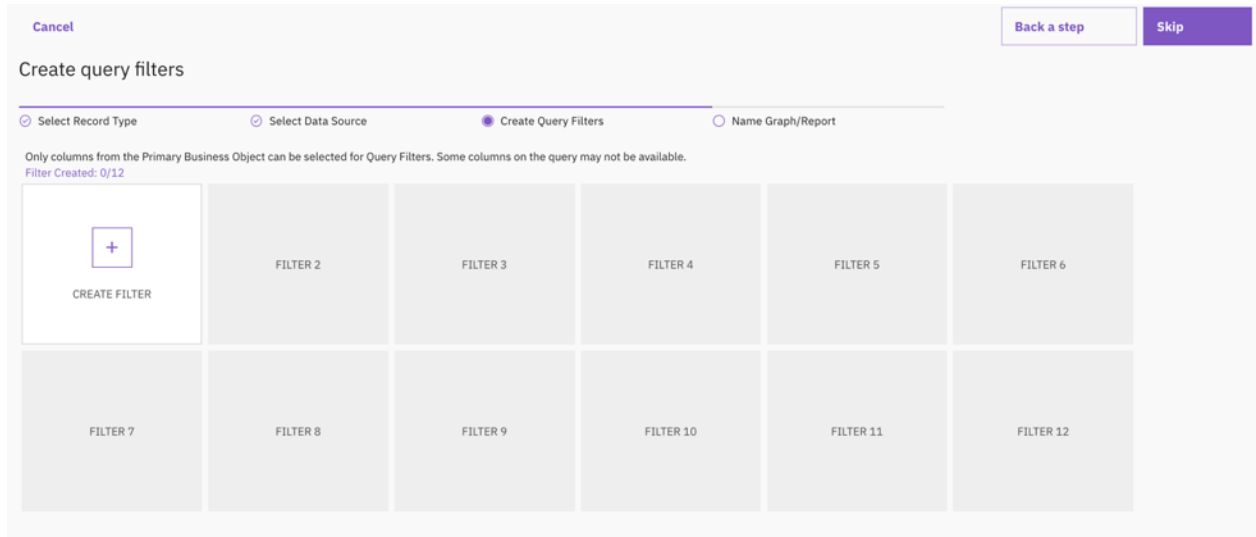 Cancel
Back a step
Skip
Create query filters
Select Record Type
Select Data Source
Create Query Filters
Name Graph/Report
Only columns from the Primary Business Object can be selected for Query Filters. Some columns on the query may not be available.
Filter Created: 0/12
+
CREATE FILTER
FILTER 2
FILTER 3
FILTER 4
FILTER 5
FILTER 6
FILTER 7
FILTER 8
FILTER 9
FILTER 10
FILTER 11
FILTER 12